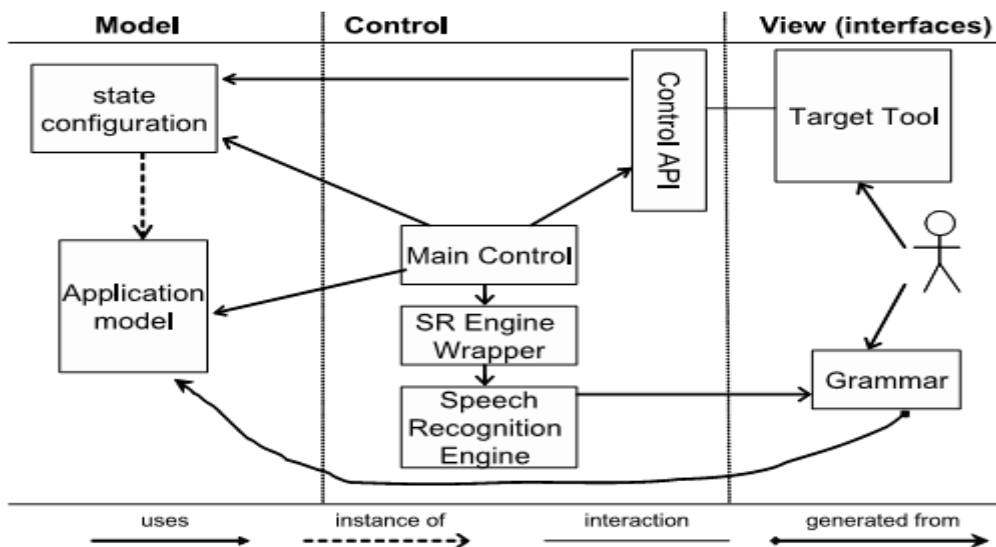 Model
Control
View (interfaces)
state
configuration
Control API
Target Tool
Main Control
Application
model
SR Engine
Wrapper
Speech
Recognition
Engine
Grammar
uses
instance of
interaction
generated from